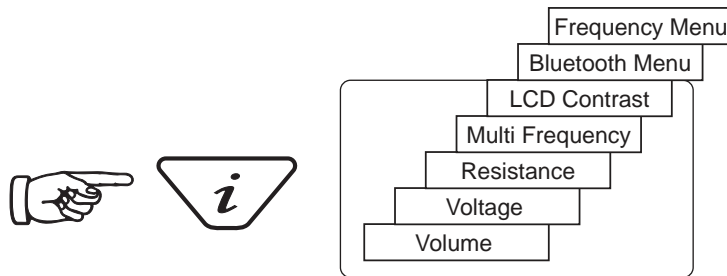 Frequency Menu
Bluetooth Menu
LCD Contrast
Multi Frequency
Resistance
i
Voltage
Volume